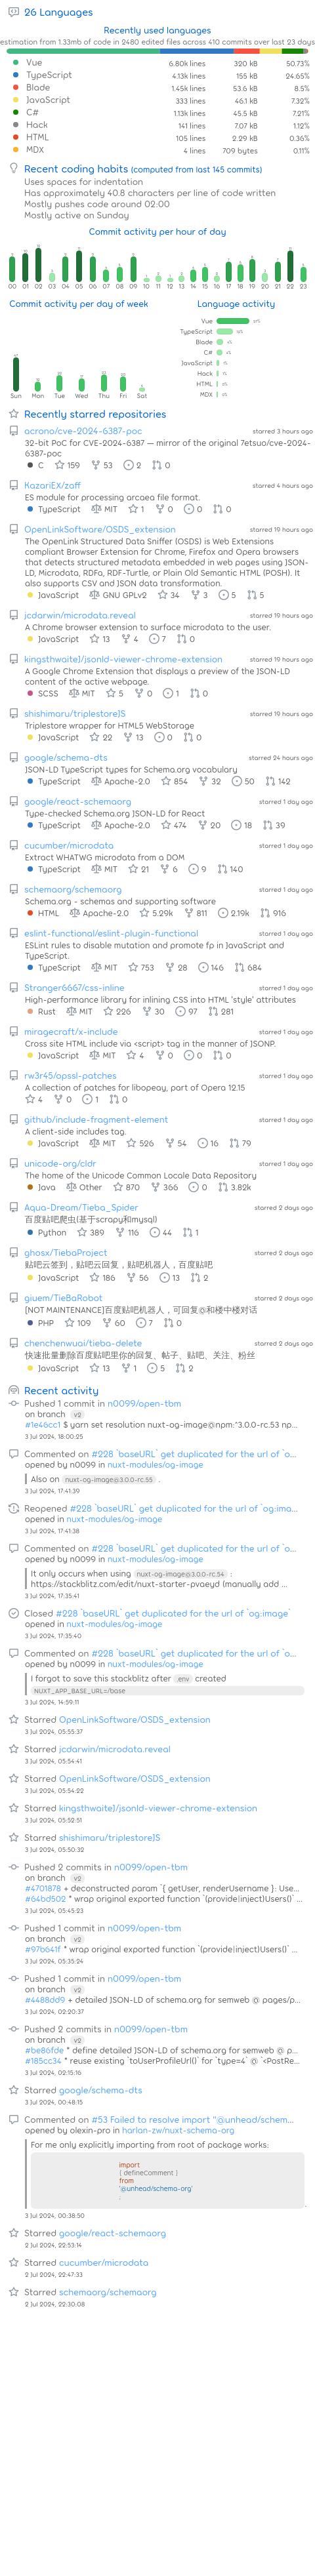 26 Languages
Recently used languages
estimation from 1.33mb of code in 2480 edited files across 410 commits over last 23 days
Vue 6.80k lines 320 kB 50.73%
TypeScript 4.13k lines 155 kB 24.65%
Blade 1.45k lines 53.6 kB 8.5%
JavaScript 333 lines 46.1 kB 7.32%
C# 1.13k lines 45.5 kB 7.21%
Hack 141 lines 7.07 kB 1.12%
HTML 105 lines 2.29 kB 0.36%
MDX 4 lines 709 bytes 0.11%
Recent coding habits (computed from last 145 commits)
Uses spaces for indentation
Has approximately 40.8 characters per line of code written
Mostly pushes code around 02:00
Mostly active on Sunday
Commit activity per hour of day
00 01 02 03 04 05 06 07 08 09 10 11 12 13 14 15 16 17 18 19 20 21 22 23
Commit activity per day of week
Language activity
Vue
TypeScript
Blade
C#
JavaScript
Hack
HTML
MDX
Sun Mon Tue Wed Thu Fri Sat
Recently starred repositories
acrono/cve-2024-6387-poc starred 3 hours ago
32-bit PoC for CVE-2024-6387 — mirror of the original 7etsuo/cve-2024-
6387-poc
C 159 53 2 0
KazariEX/zaff starred 4 hours ago
ES module for processing arcaea file format.
TypeScript MIT 1 0 0 0
OpenLinkSoftware/OSDS_extension starred 19 hours ago
The OpenLink Structured Data Sniffer (OSDS) is Web Extensions
compliant Browser Extension for Chrome, Firefox and Opera browsers
that detects structured metadata embedded in web pages using JSON-
LD, Microdata, RDFa, RDF-Turtle, or Plain Old Semantic HTML (POSH). It
also supports CSV and JSON data transformation.
JavaScript GNU GPLv2 34 3 5 5
jcdarwin/microdata.reveal starred 19 hours ago
A Chrome browser extension to surface microdata to the user.
JavaScript 13 4 7 0
kingsthwaitej/jsonld-viewer-chrome-extension starred 19 hours ago
A Google Chrome Extension that displays a preview of the JSON-LD
content of the active webpage.
SCSS MIT 5 0 1 0
shishimaru/triplestoreJS starred 19 hours ago
Triplestore wrapper for HTML5 WebStorage
JavaScript 22 13 0 0
google/schema-dts starred 24 hours ago
JSON-LD TypeScript types for Schema.org vocabulary
TypeScript Apache-2.0 854 32 50 142
google/react-schemaorg starred 1 day ago
Type-checked Schema.org JSON-LD for React
TypeScript Apache-2.0 474 20 18 39
cucumber/microdata starred 1 day ago
Extract WHATWG microdata from a DOM
TypeScript MIT 21 6 9 140
schemaorg/schemaorg starred 1 day ago
Schema.org - schemas and supporting software
HTML Apache-2.0 5.29k 811 2.19k 916
eslint-functional/eslint-plugin-functional starred 1 day ago
ESLint rules to disable mutation and promote fp in JavaScript and
TypeScript.
TypeScript MIT 753 28 146 684
Stranger6667/css-inline starred 1 day ago
High-performance library for inlining CSS into HTML 'style' attributes
Rust MIT 226 30 97 281
miragecraft/x-include starred 1 day ago
Cross site HTML include via <script> tag in the manner of JSONP.
JavaScript MIT 4 0 0 0
rw3r45/opssl-patches starred 1 day ago
A collection of patches for libopeay, part of Opera 12.15
4 0 1 0
github/include-fragment-element starred 1 day ago
A client-side includes tag.
JavaScript MIT 526 54 16 79
unicode-org/cldr starred 1 day ago
The home of the Unicode Common Locale Data Repository
Java Other 870 366 0 3.82k
Aqua-Dream/Tieba_Spider starred 2 days ago
百度贴吧爬虫(基于scrapy和mysql)
Python 389 116 44 1
ghosx/TiebaProject starred 2 days ago
贴吧云签到，贴吧云回复，贴吧机器人，百度贴吧
JavaScript 186 56 13 2
giuem/TieBaRobot starred 2 days ago
[NOT MAINTENANCE]百度贴吧机器人，可回复@和楼中楼对话
PHP 109 60 7 0
chenchenwuai/tieba-delete starred 2 days ago
快速批量删除百度贴吧里你的回复、帖子、贴吧、关注、粉丝
JavaScript 13 1 5 2
Recent activity
Pushed 1 commit in n0099/open-tbm
on branch v2
#1e46cc1 $ yarn set resolution nuxt-og-image@npm:^3.0.0-rc.53 np...
3 Jul 2024, 18:00:25
Commented on #228 `baseURL` get duplicated for the url of `o...
opened by n0099 in nuxt-modules/og-image
Also on nuxt-og-image@3.0.0-rc.55 .
3 Jul 2024, 17:41:39
Reopened #228 `baseURL` get duplicated for the url of `og:ima...
opened in nuxt-modules/og-image
3 Jul 2024, 17:41:38
Commented on #228 `baseURL` get duplicated for the url of `o...
opened by n0099 in nuxt-modules/og-image
It only occurs when using nuxt-og-image@3.0.0-rc.54 :
https://stackblitz.com/edit/nuxt-starter-pvaeyd (manually add ...
3 Jul 2024, 17:35:41
Closed #228 `baseURL` get duplicated for the url of `og:image`
opened in nuxt-modules/og-image
3 Jul 2024, 17:35:40
Commented on #228 `baseURL` get duplicated for the url of `o...
opened by n0099 in nuxt-modules/og-image
I forgot to save this stackblitz after .env created
NUXT_APP_BASE_URL=/base
3 Jul 2024, 14:59:11
Starred OpenLinkSoftware/OSDS_extension
3 Jul 2024, 05:55:37
Starred jcdarwin/microdata.reveal
3 Jul 2024, 05:54:41
Starred OpenLinkSoftware/OSDS_extension
3 Jul 2024, 05:54:22
Starred kingsthwaitej/jsonld-viewer-chrome-extension
3 Jul 2024, 05:52:51
Starred shishimaru/triplestoreJS
3 Jul 2024, 05:50:32
Pushed 2 commits in n0099/open-tbm
on branch v2
#4701878 + deconstructed param `{ getUser, renderUsername }: Use...
#64bd502 * wrap original exported function `(provide|inject)Users()` ...
3 Jul 2024, 05:45:23
Pushed 1 commit in n0099/open-tbm
on branch v2
#97b641f * wrap original exported function `(provide|inject)Users()` ...
3 Jul 2024, 05:35:24
Pushed 1 commit in n0099/open-tbm
on branch v2
#4488dd9 + detailed JSON-LD of schema.org for semweb @ pages/p...
3 Jul 2024, 02:20:37
Pushed 2 commits in n0099/open-tbm
on branch v2
#be86fde * define detailed JSON-LD of schema.org for semweb @ p...
#185cc34 * reuse existing `toUserProfileUrl()` for `type=4` @ `<PostRe...
3 Jul 2024, 02:15:16
Starred google/schema-dts
3 Jul 2024, 00:48:15
Commented on #53 Failed to resolve import "@unhead/schem...
opened by olexin-pro in harlan-zw/nuxt-schema-org
For me only explicitly importing from root of package works:
import
{ defineComment }
from
'@unhead/schema-org'
3 Jul 2024, 00:38:50
Starred google/react-schemaorg
2 Jul 2024, 22:53:14
Starred cucumber/microdata
2 Jul 2024, 22:47:33
Starred schemaorg/schemaorg
2 Jul 2024, 22:30:08